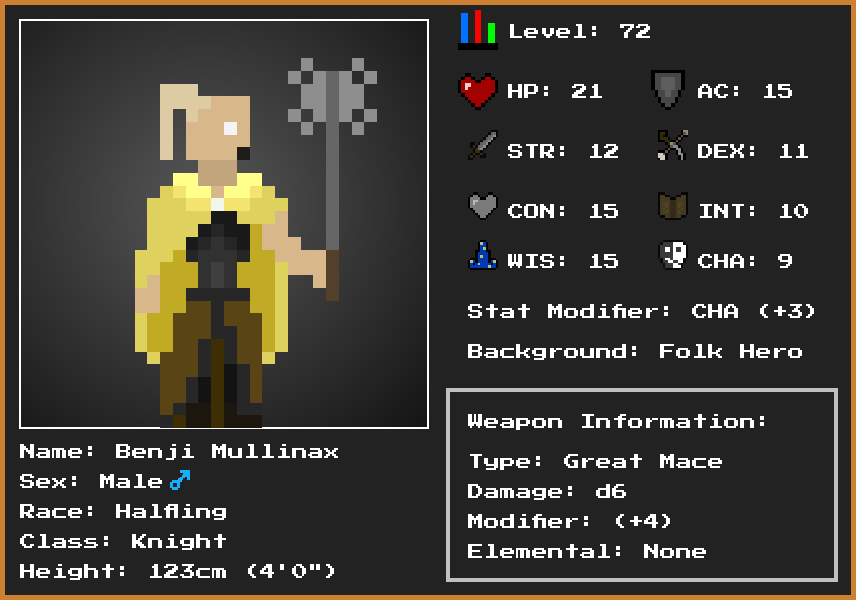 Level: 72
HP: 21 AC: 15
STR: 12 DEX: 11
CON: 15 INT: 10
WIS: 15 CHA: 9
Stat Modifier: CHA (+3)
Background: Folk Hero
Weapon Information:
Type: Great Mace
Damage: d6
Modifier: (+4)
Elemental: None
Name: Benji Mullinax
Sex: Male♂
Race: Halfling
Class: Knight
Height: 123cm (4'0")